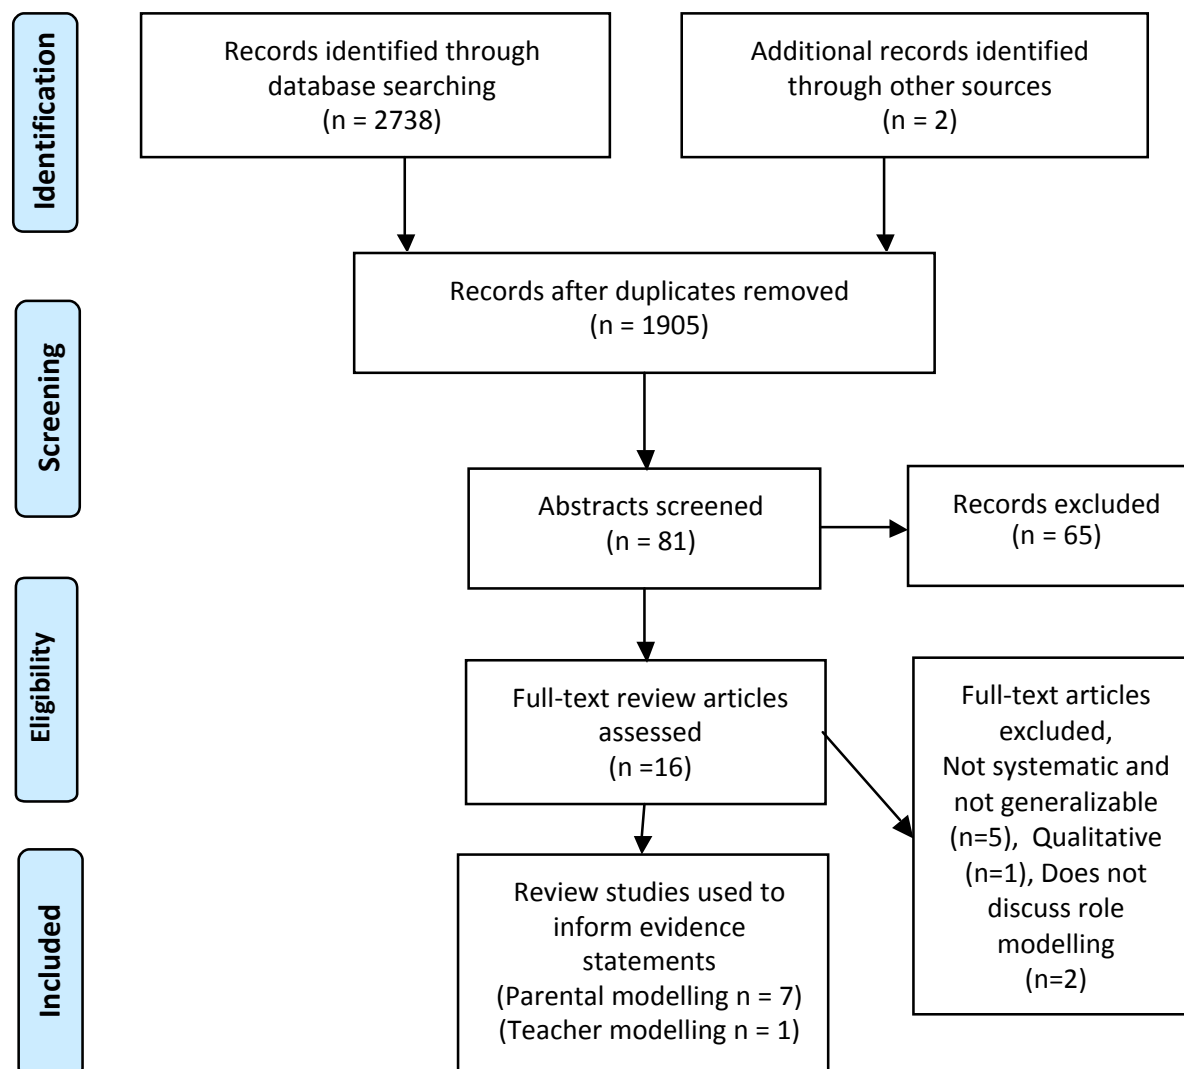 Identification
Records identified through
database searching
(n = 2738)
Additional records identified
through other sources
(n = 2)
Records after duplicates removed
(n = 1905)
Screening
Abstracts screened
(n = 81)
Records excluded
(n = 65)
Eligibility
Full-text review articles
assessed
(n =16)
Full-text articles
excluded,
Not systematic and
not generalizable
(n=5), Qualitative
(n=1), Does not
discuss role
modelling
(n=2)
Included
Review studies used to
inform evidence
statements
(Parental modelling n = 7)
(Teacher modelling n = 1)